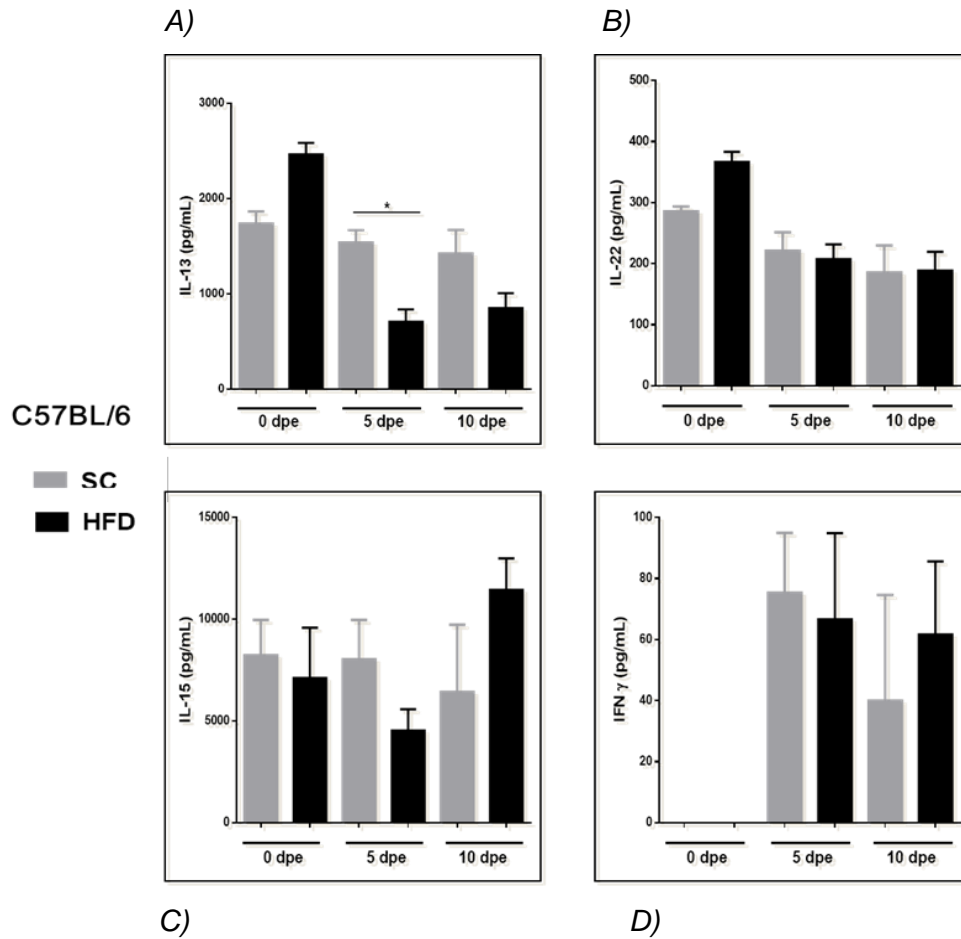 A)
B)
3000
2000
1000
0
IL-13 (pg/mL)
*
0 dpe
5 dpe
10 dpe
500
400
300
200
100
0
IL-22 (pg/mL)
0 dpe
5 dpe
10 dpe
C57BL/6
SC
HFD
15000
10000
5000
0
IL-15 (pg/mL)
0 dpe
5 dpe
10 dpe
100
80
60
40
20
0
IFN γ (pg/mL)
0 dpe
5 dpe
10 dpe
C)
D)